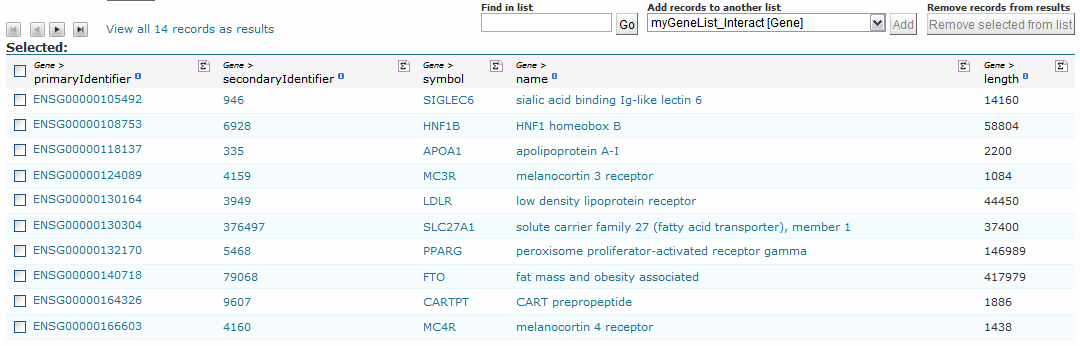 Find in list Add records to another list Remove records from results
View all 14 records as results Go myGeneList_Interact [Gene] Add Remove selected from list
Selected:
Gene > Gene > Gene > Gene > Gene >
primaryIdentifier secondaryIdentifier symbol name length
ENSG00000105492 946 SIGLEC6 sialic acid binding Ig-like lectin 6 14160
ENSG00000108753 6928 HNF1B HNF1 homeobox B 58804
ENSG00000118137 335 APOA1 apolipoprotein A-I 2200
ENSG00000124089 4159 MC3R melanocortin 3 receptor 1084
ENSG00000130164 3949 LDLR low density lipoprotein receptor 44450
ENSG00000130304 376497 SLC27A1 solute carrier family 27 (fatty acid transporter), member 1 37400
ENSG00000132170 5468 PPARG peroxisome proliferator-activated receptor gamma 146989
ENSG00000140718 79068 FTO fat mass and obesity associated 417979
ENSG00000164326 9607 CARTPT CART prepropeptide 1886
ENSG00000166603 4160 MC4R melanocortin 4 receptor 1438